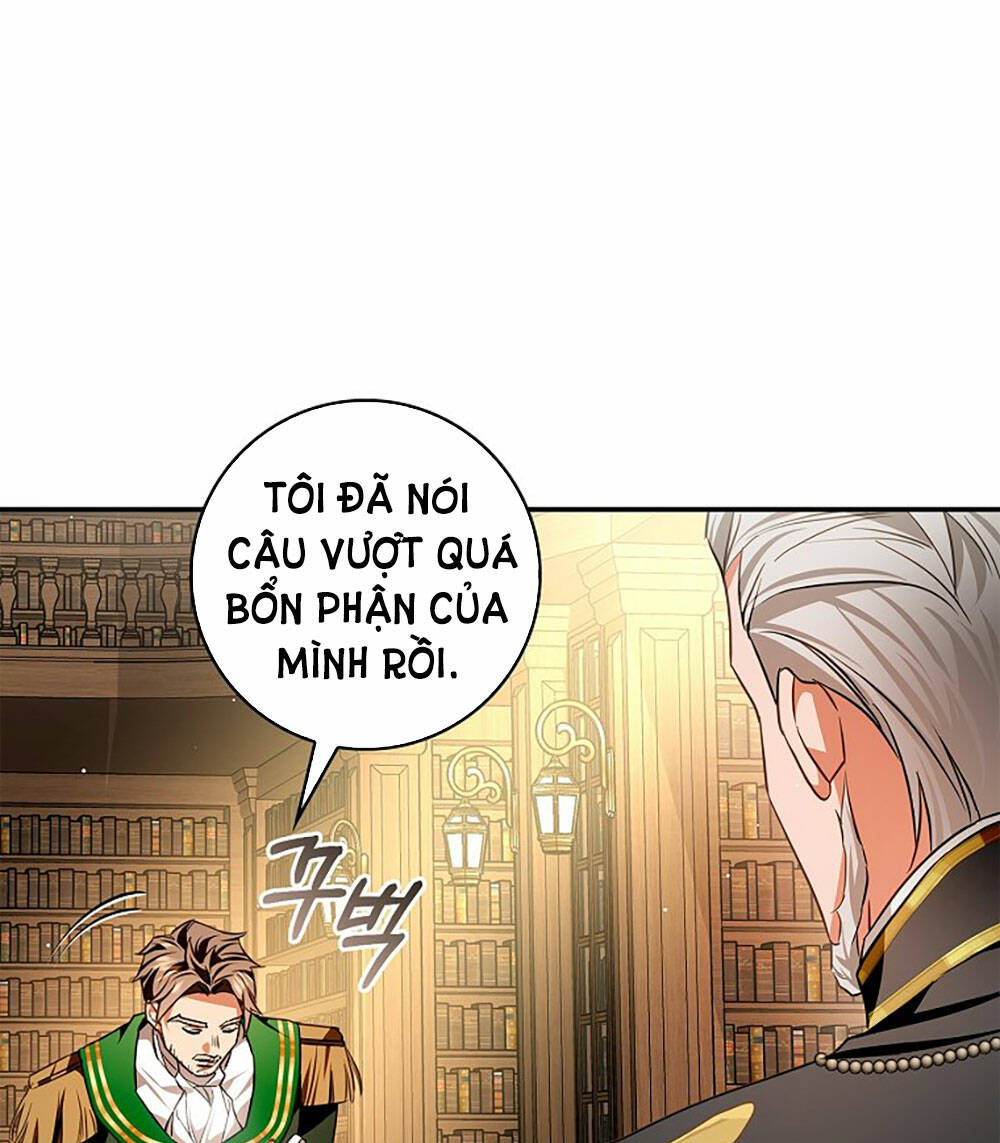 TÔI ĐÃ NÓI
CÂU VƯỢT QUÁ
BỔN PHẬN CỦA
MÌNH RỒI.
꾸벅